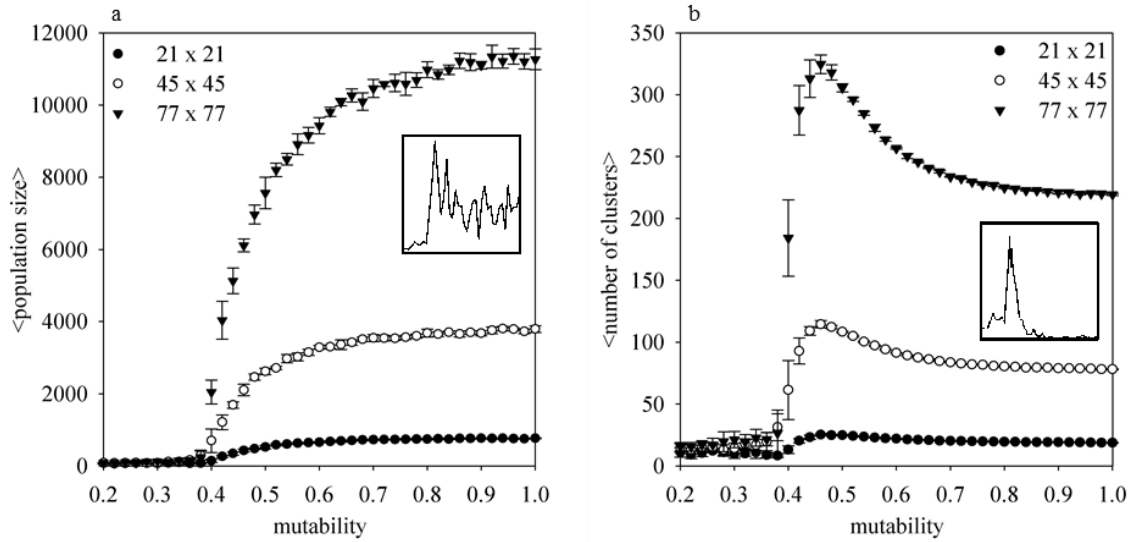 a
<population size>
12000
10000
8000
6000
4000
2000
0
21 x 21
45 x 45
77 x 77
0.2 0.3 0.4 0.5 0.6 0.7 0.8 0.9 1.0
mutability
b
<number of clusters>
350
300
250
200
150
100
50
0
21 x 21
45 x 45
77 x 77
0.2 0.3 0.4 0.5 0.6 0.7 0.8 0.9 1.0
mutability